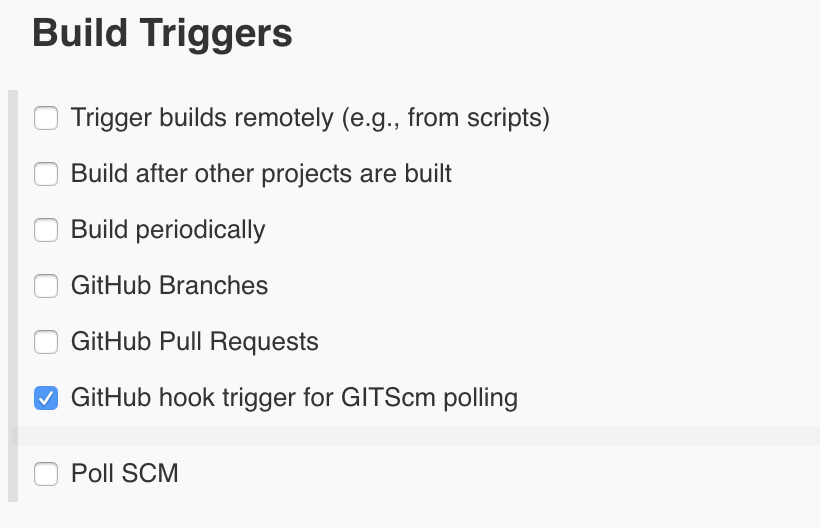 Build Triggers
Trigger builds remotely (e.g., from scripts)
Build after other projects are built
Build periodically
GitHub Branches
GitHub Pull Requests
GitHub hook trigger for GITScm polling
Poll SCM